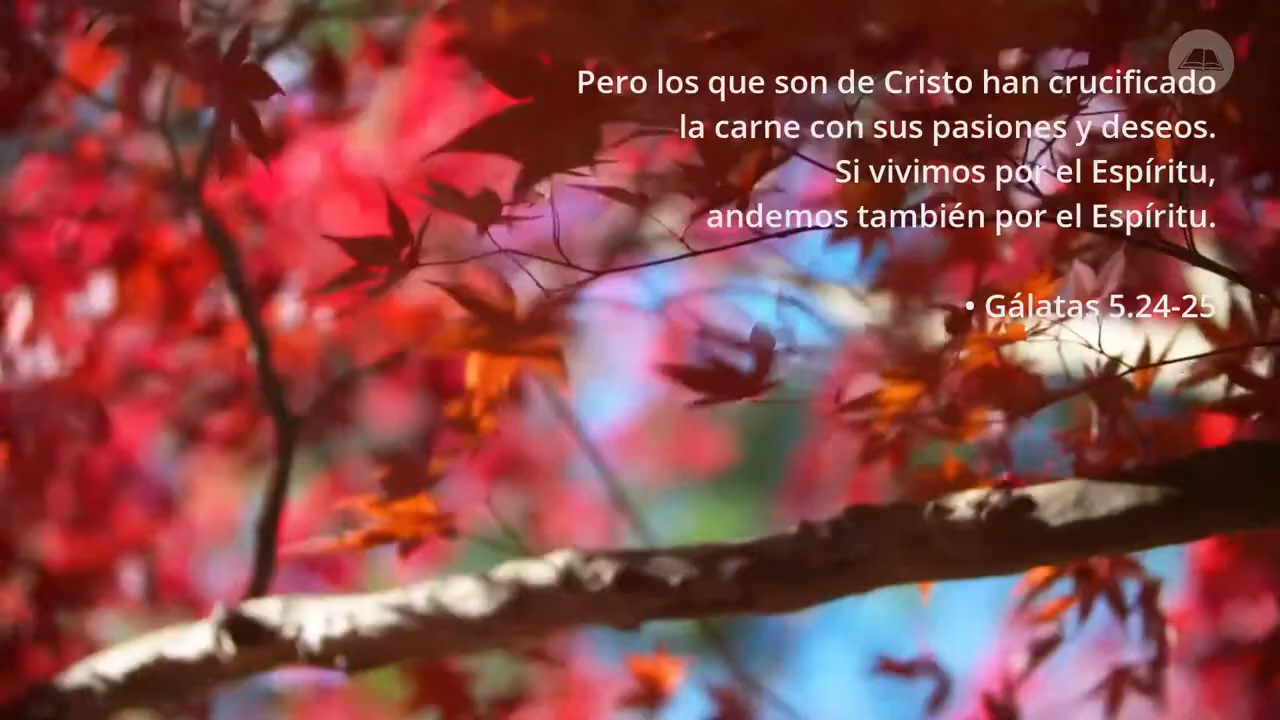 Pero los que son de Cristo han crucificado
la carne con sus pasiones y deseos.
Si vivimos por el Espíritu,
andemos también por el Espíritu.
• Gálatas 5.24-25